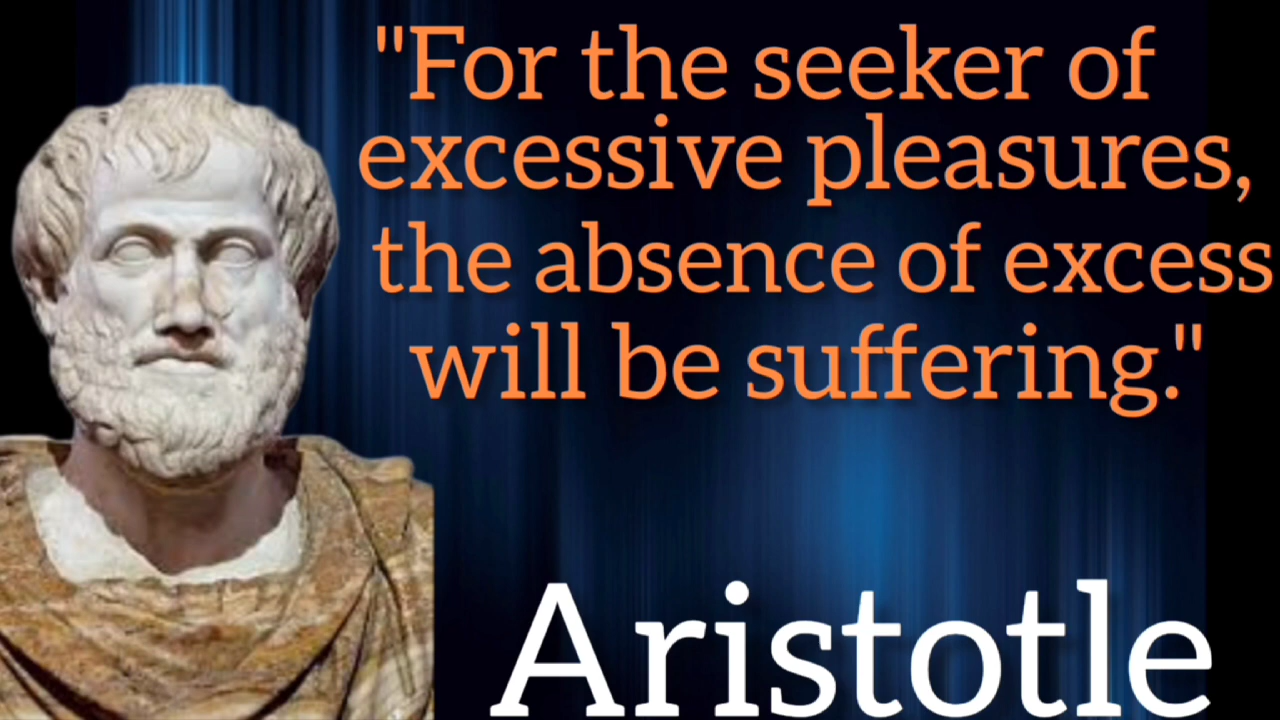 "For the seeker of
excessive pleasures,
the absence of excess
will be suffering."
Aristotle